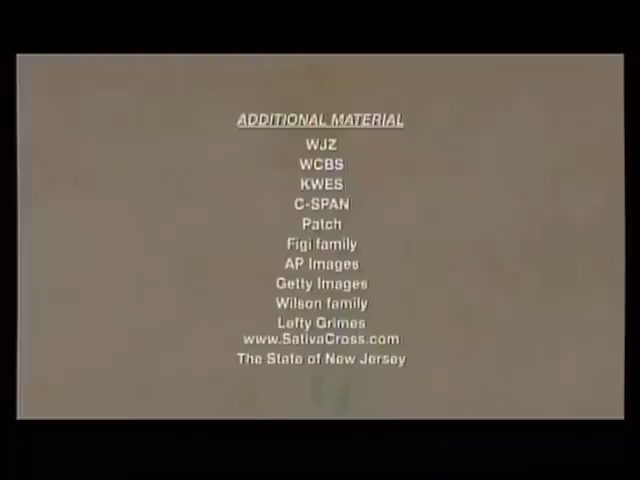 ADDITIONAL MATERIAL
WJZ
WCBS
KWES
C-SPAN
Patch
Figi family
AP Images
Getty Images
Wilson family
Lefty Grimes
www.SativaCross.com
The State of New Jersey